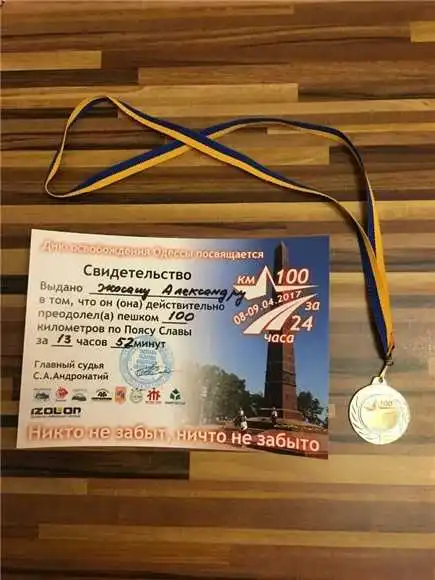 Дню освобождения Одессы посвящается
Свидетельство
Выдано Жосану Александру
в том, что он (она) действительно
преодолел(а) пешком 100
километров по Поясу Славы
за 13 часов 52 минут
Главный судья
С.А.Андронатий
IZOLON
км 100
08-09.04.2017
за
24
часа
Никто не забыт, ничто не забыто
100